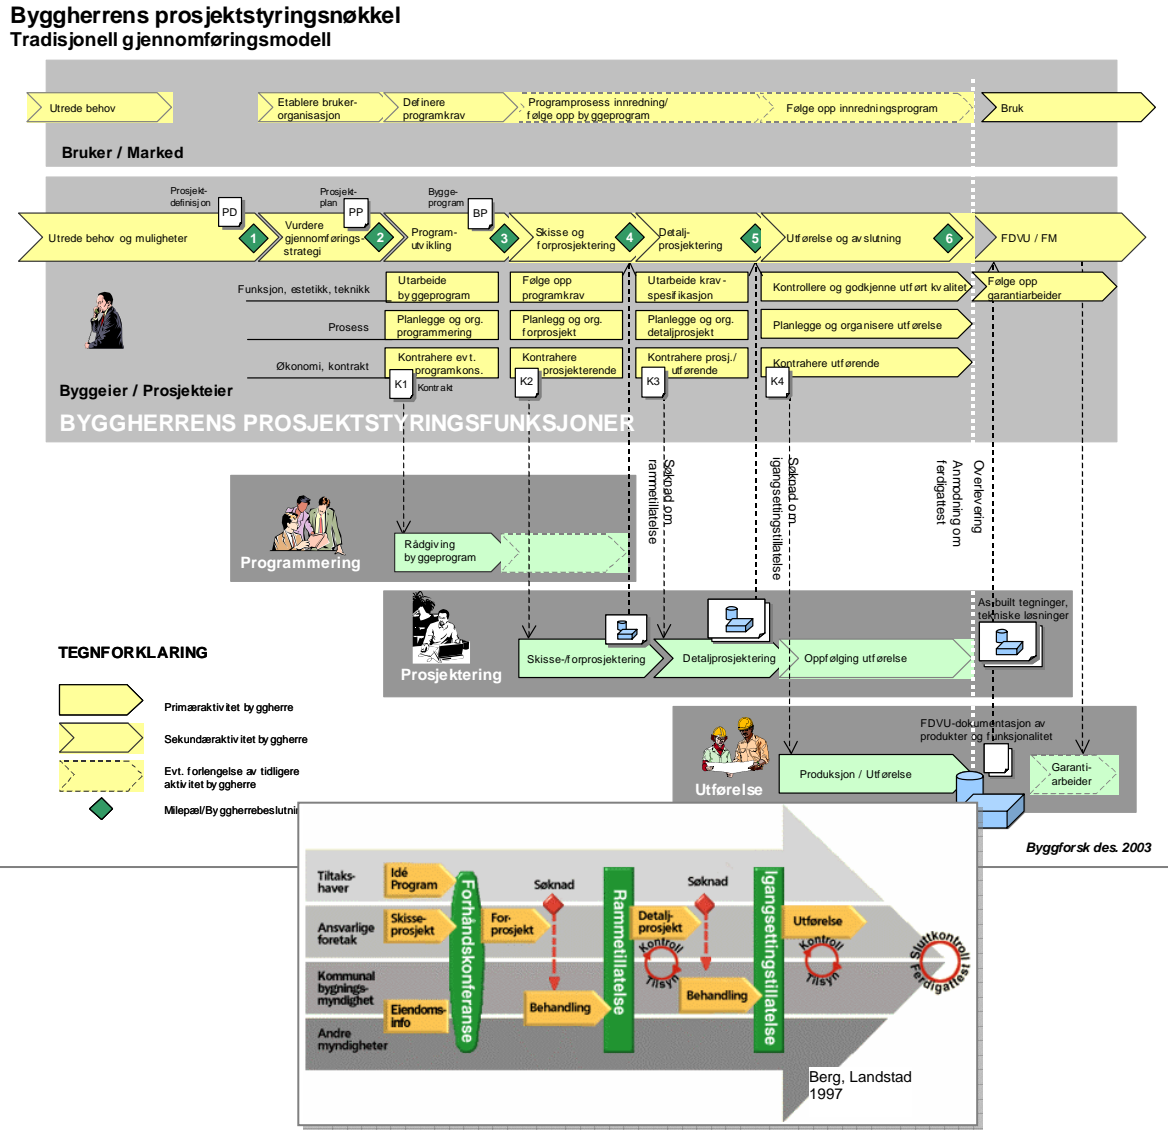 Byggherrens prosjektstyringsnøkkel
Tradisjonell gjennomføringsmodell
Utrede behov
Etablere bruker-
organisasjon
Definere
programkrav
Programprosess innredning/
følge opp byggeprogram
Følge opp innredningsprogram
Bruk
Bruker / Marked
Prosjekt-
definisjon
PD
Prosjekt-
plan
PP
Bygge-
program
BP
Utrede behov og muligheter
1
Vurdere
gjennomførings-
strategi
2
Program-
utvikling
3
Skisse og
forprosjektering
4
Detalj-
prosjektering
5
Utførelse og avslutning
6
FDVU / FM
Funksjon, estetikk, teknikk
Utarbeide
byggeprogram
Følge opp
programkrav
Utarbeide krav-
spesifikasjon
Kontrollere og godkjenne utført kvalitet
Følge opp
garantiarbeider
Prosess
Planlegge og org.
programmering
Planlegg og org.
forprosjekt
Planlegge og org.
detaljprosjekt
Planlegge og organisere utførelse
Økonomi, kontrakt
Kontrahere evt.
programkons.
Kontrahere
prosjekterende
Kontrahere prosj./
utførende
Kontrahere utførende
K1
Kontrakt
K2
K3
K4
Byggeier / Prosjekteier
BYGGHERRENS PROSJEKTSTYRINGSFUNKSJONER
Søknad om
rammetillatelse
Søknad om
igangsettingstillatelse
Overlevering
Anmodning om
ferdigattest
Programmering
Rådgiving
byggeprogram
Prosjektering
Skisse-/forprosjektering
Detaljprosjektering
Oppfølging utførelse
As-built tegninger,
tekniske løsninger
TEGNFORKLARING
Primæraktivitet byggherre
Sekundæraktivitet byggherre
Evt. forlengelse av tidligere
aktivitet byggherre
Milepæl/Byggherrebeslutni
Utførelse
Produksjon / Utførelse
FDVU-dokumentasjon av
produkter og funksjonalitet
Garanti-
arbeider
Byggforsk des. 2003
Tiltaks-
haver
Idé
Program
Søknad
Søknad
Ansvarlige
foretak
Skisse-
prosjekt
For-
prosjekt
Detalj-
prosjekt
Utførelse
Kontroll
Tilsyn
Kontroll
Tilsyn
Sluttkontroll
Ferdigattest
Kommunal
bygnings-
myndighet
Eiendoms-
info
Behandling
Behandling
Andre
myndigheter
Forhåndskonferanse
Rammetillatelse
Igangsettingstillatelse
Berg, Landstad
1997